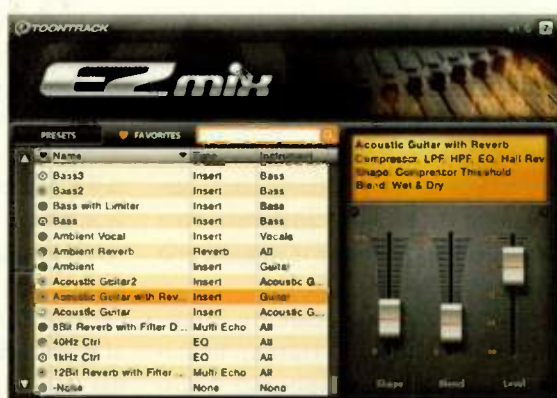 TOONTRACK
EZmix
PRESETS FAVORITES
Name Type Instrument
Bass3 Insert Bass
Bass2 Insert Bass
Bass with Limiter Insert Bass
Bass Insert Bass
Ambient Vocal Insert Vocals
Ambient Reverb Reverb All
Ambient Insert Guitar
Acoustic Guitar2 Insert Acoustic G...
Acoustic Guitar with Rev... Insert Guitar
Acoustic Guitar Insert Acoustic G...
8Bit Reverb with Filter D... Multi Echo All
40Hz Ctrl EQ All
1kHz Ctrl EQ All
12Bit Reverb with Filter ... Multi Echo All
-None None None
Acoustic Guitar with Reverb
Compressor, LPF, HPF, EQ, Hall Rev
Shape: Compressor Threshold
Blend: Wet & Dry
Shape Blend Level